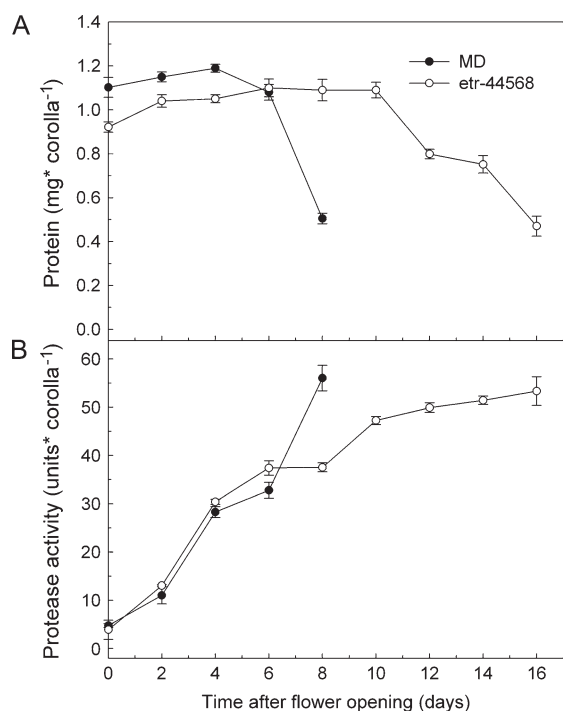 A
MD
etr-44568
Protein (mg* corolla-1)
1.4
1.2
1.0
0.8
0.6
0.4
0.2
0.0
B
Protease activity (units* corolla-1)
60
50
40
30
20
10
0
0 2 4 6 8 10 12 14 16
Time after flower opening (days)